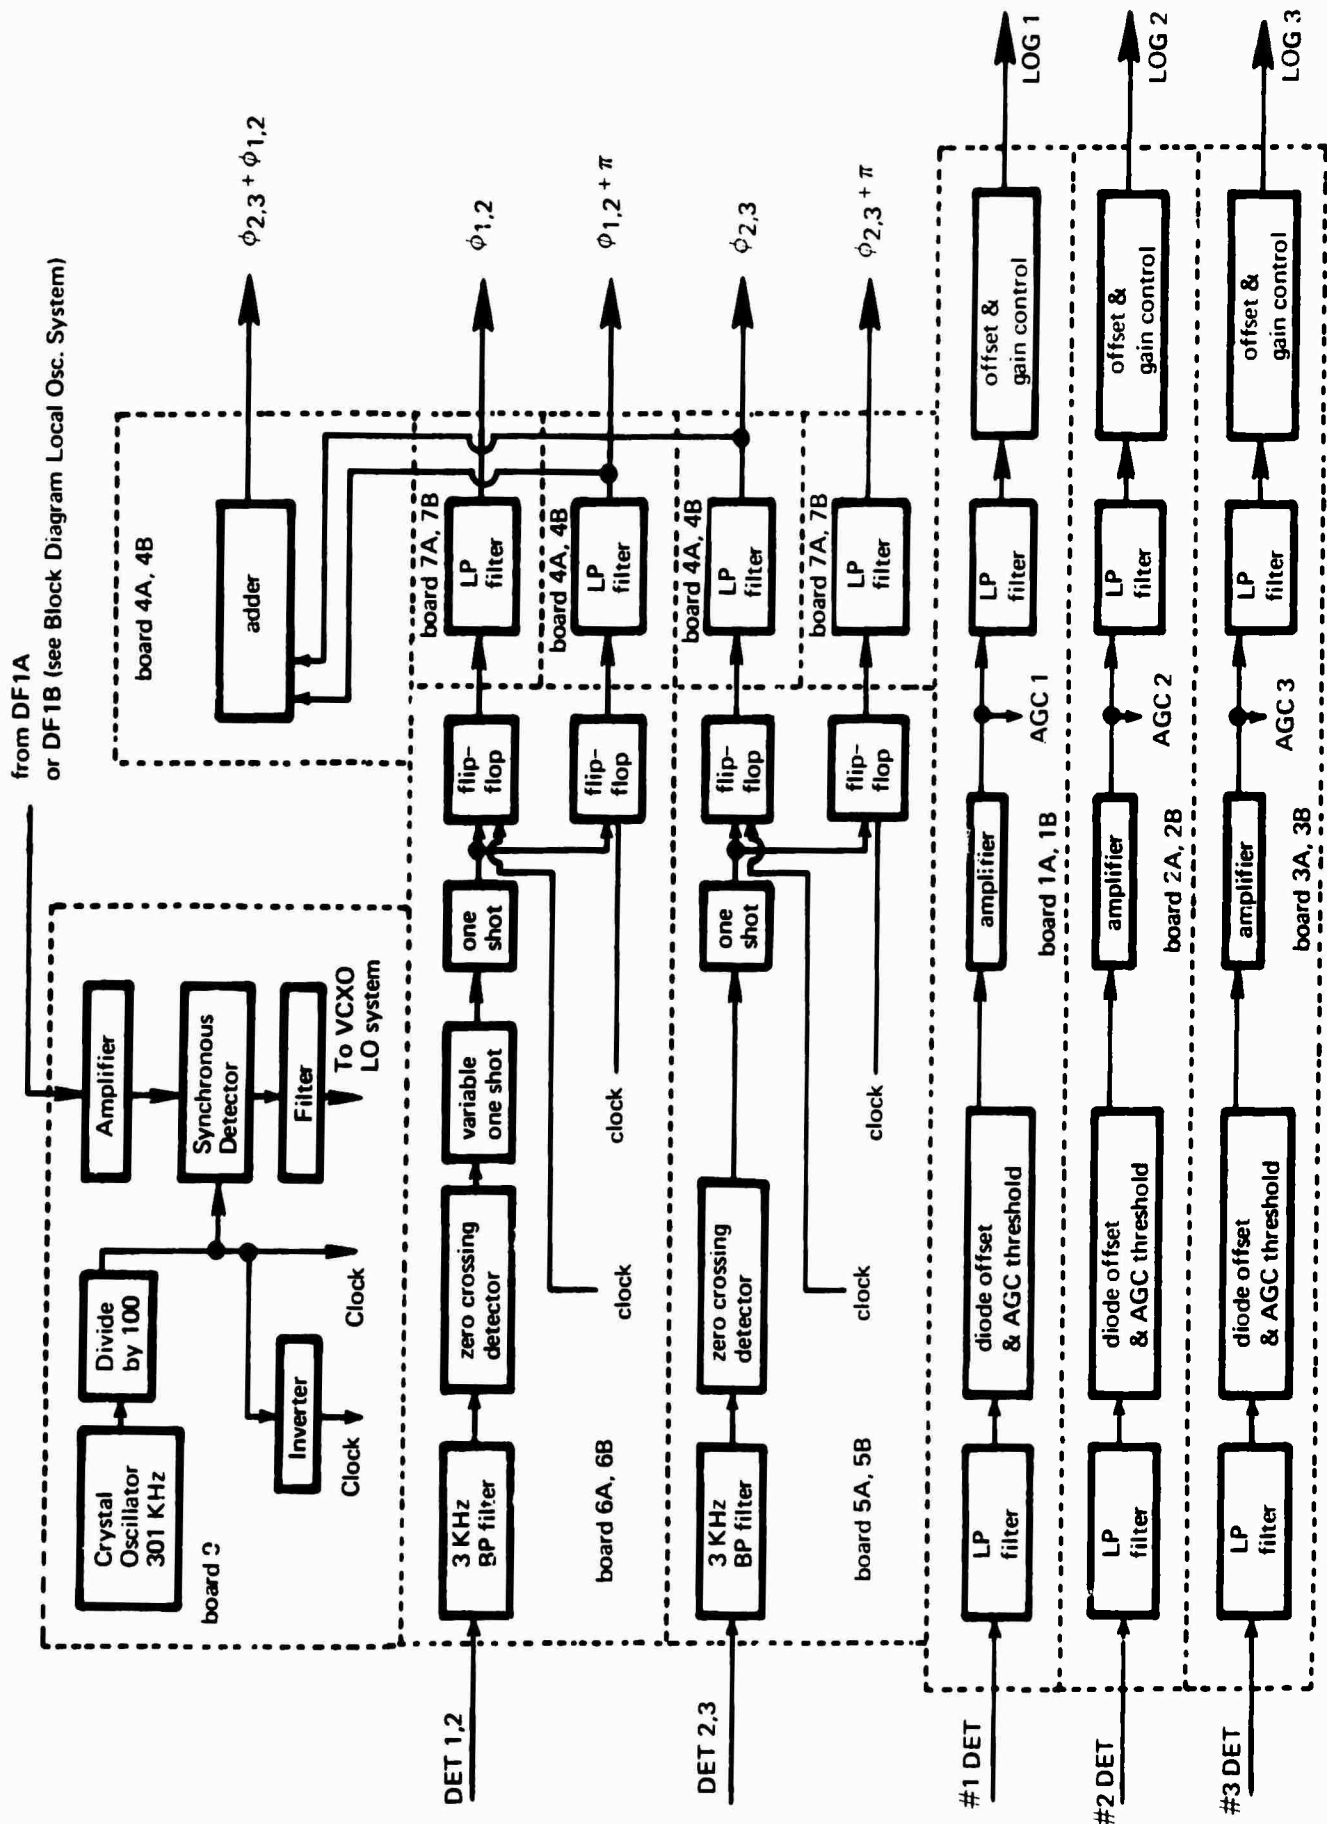 from DF1A
or DF1B (see Block Diagram Local Osc. System)
Crystal
Oscillator
301 KHz
Divide
by 100
Amplifier
Synchronous
Detector
Filter
To VCXO
LO system
Inverter
Clock
Clock
board
board 4A, 4B
adder
ϕ2,3 + ϕ1,2
DET 1,2
3 KHz
BP filter
zero crossing
detector
variable
one shot
one
shot
flip-
flop
board 7A, 7B
LP
filter
ϕ1,2
clock
clock
flip-
flop
board 4A, 4B
LP
filter
ϕ1,2 + π
board 6A, 6B
DET 2,3
3 KHz
BP filter
zero crossing
detector
one
shot
flip-
flop
board 4A, 4B
LP
filter
ϕ2,3
clock
clock
flip-
flop
board 7A, 7B
LP
filter
ϕ2,3 + π
board 5A, 5B
#1 DET
LP
filter
diode offset
& AGC threshold
amplifier
AGC 1
LP
filter
offset &
gain control
LOG 1
board 1A, 1B
#2 DET
LP
filter
diode offset
& AGC threshold
amplifier
AGC 2
LP
filter
offset &
gain control
LOG 2
board 2A, 2B
#3 DET
LP
filter
diode offset
& AGC threshold
amplifier
AGC 3
LP
filter
offset &
gain control
LOG 3
board 3A, 3B